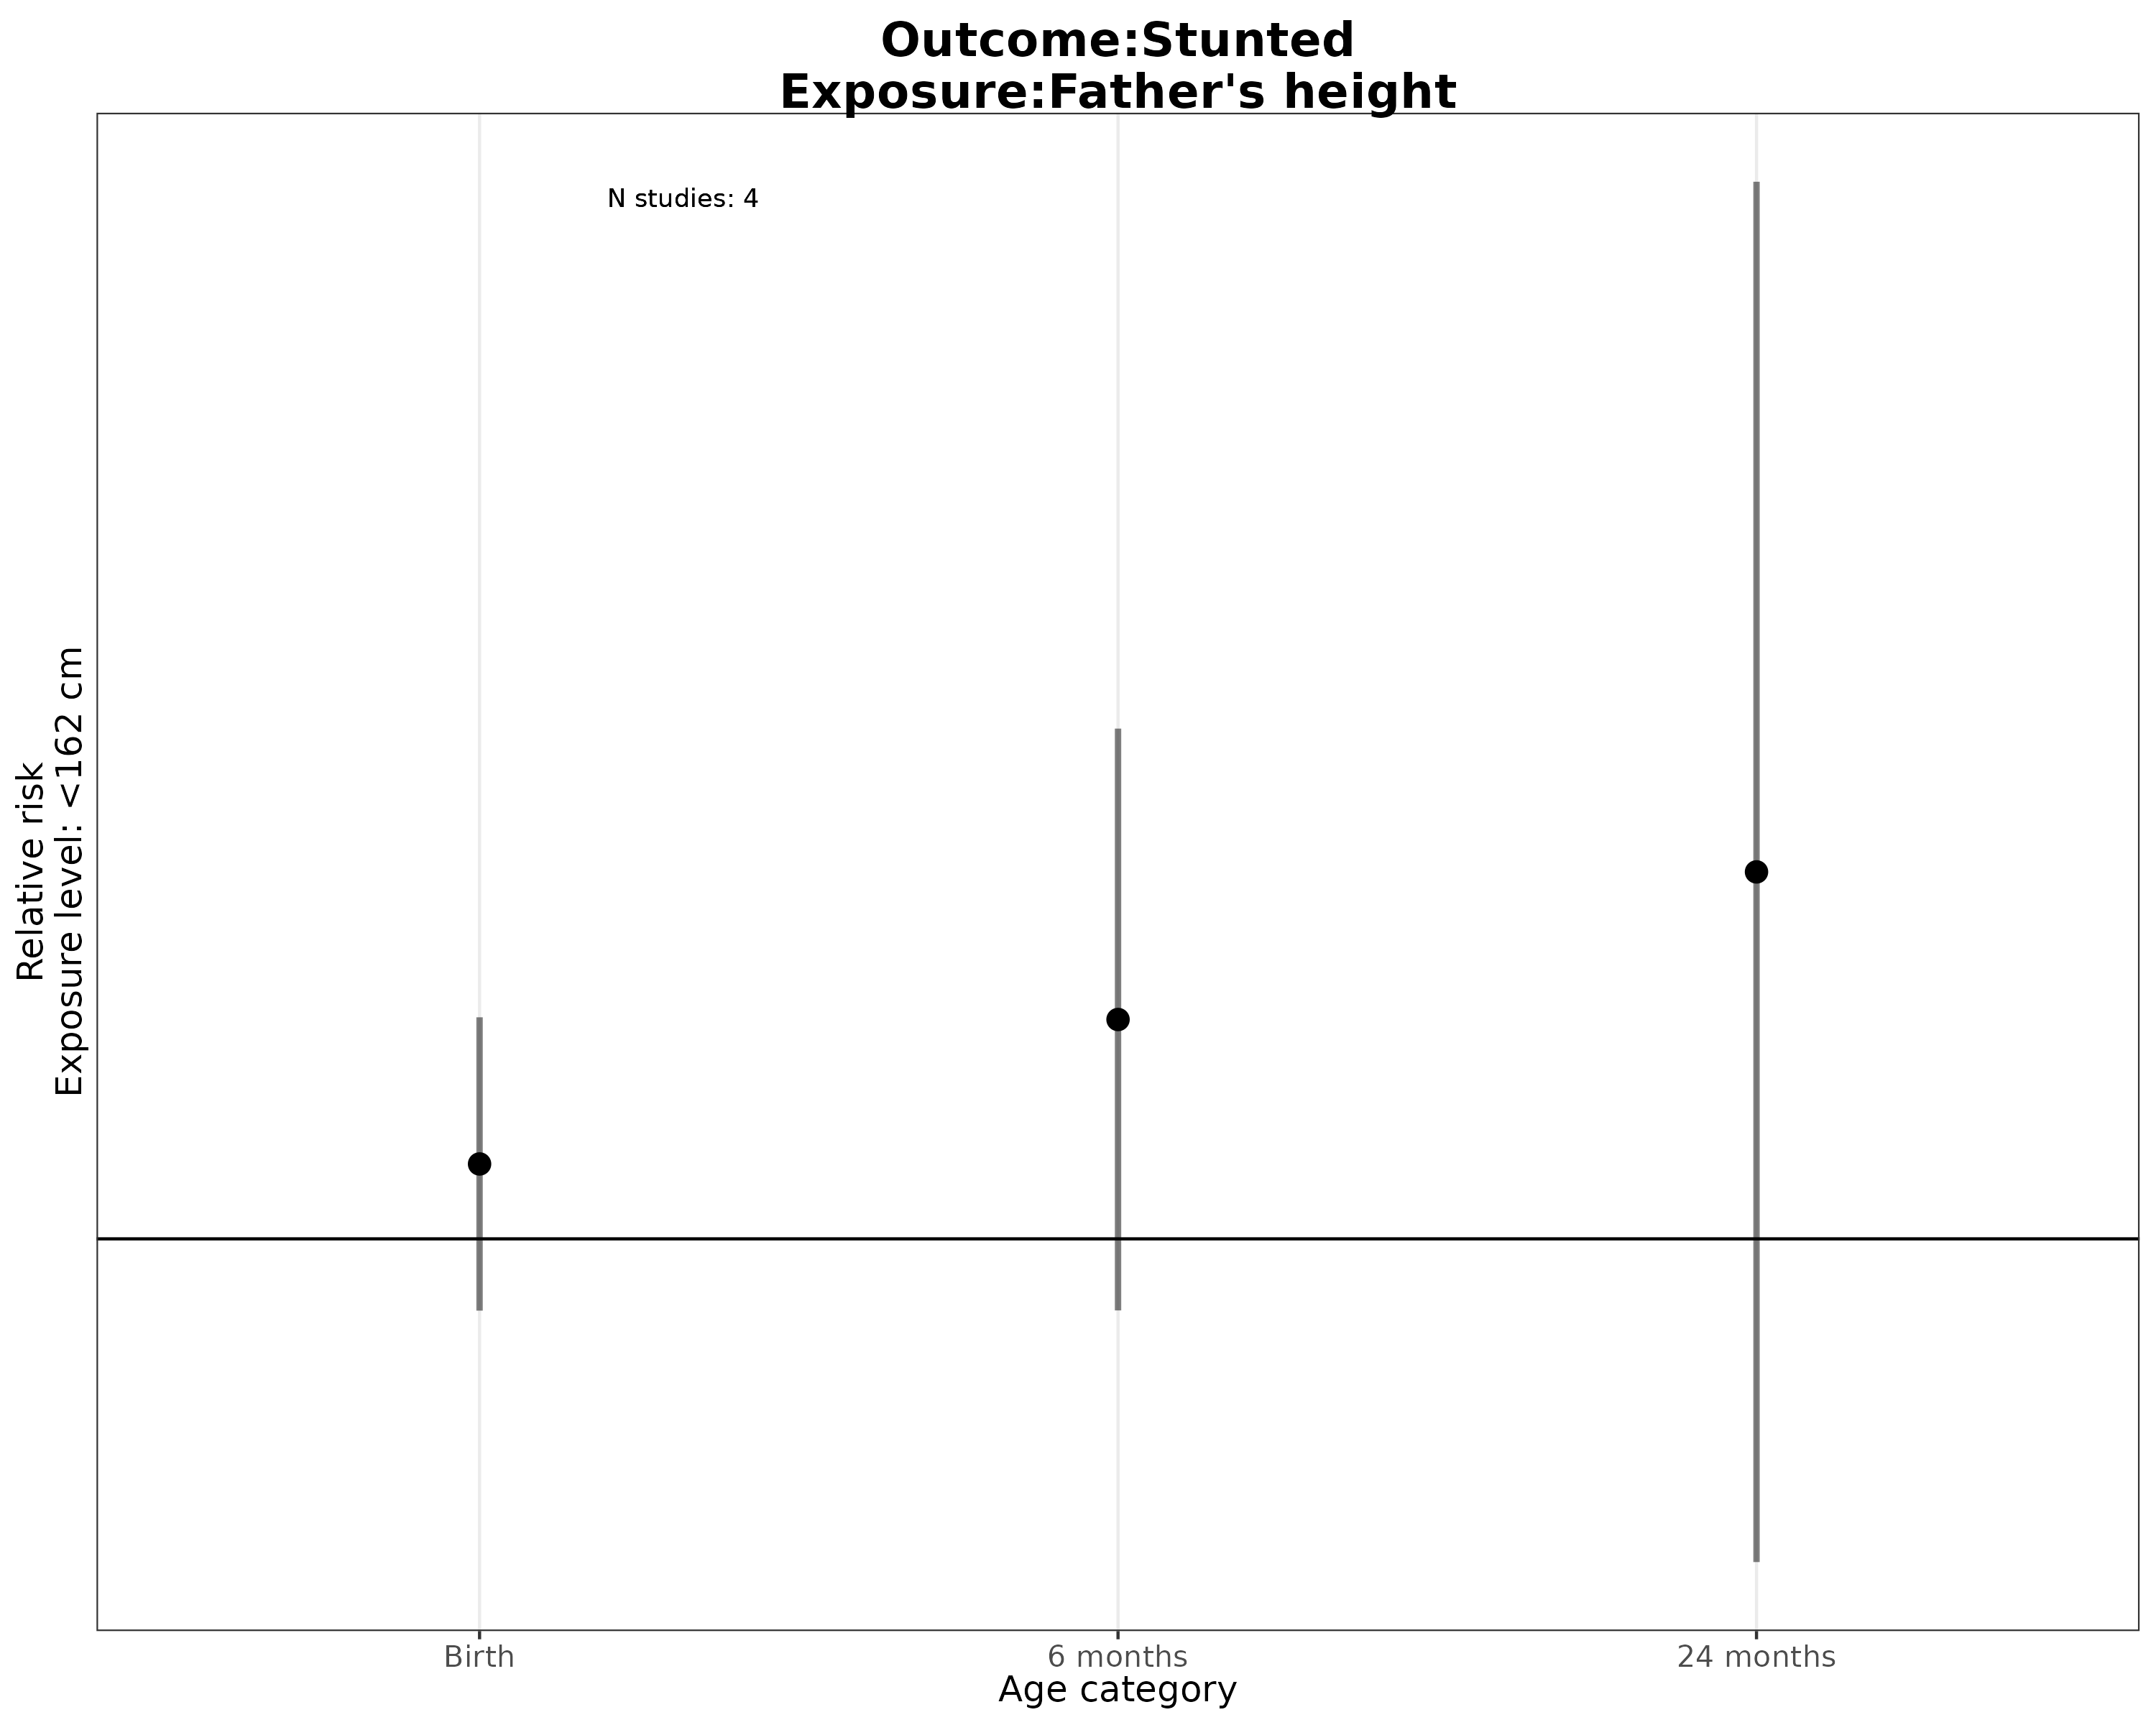 Outcome:Stunted
Exposure:Father's height
N studies: 4
Relative risk
Exposure level: <162 cm
Birth
6 months
24 months
Age category